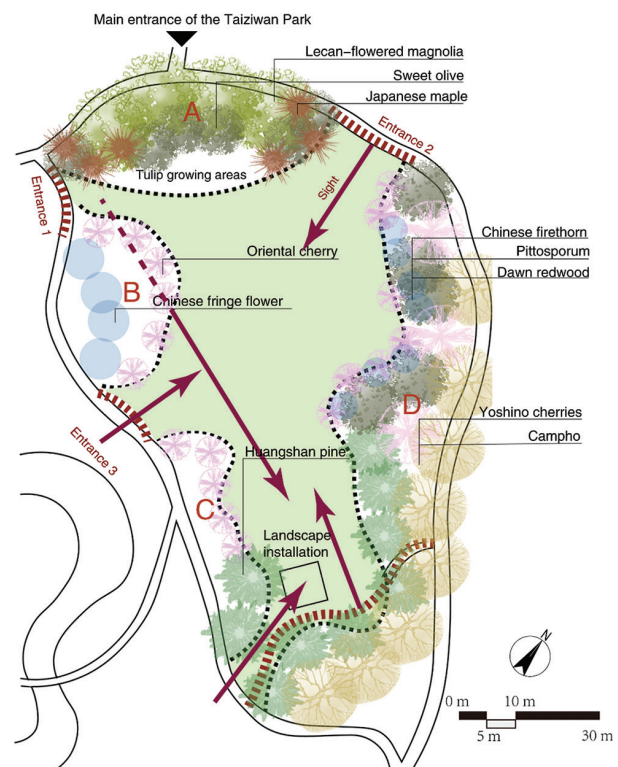 Main entrance of the Taiziwan Park
Lecan-flowered magnolia
Sweet olive
Japanese maple
A
Entrance 2
Tulip growing areas
Sight
Entrance 1
Chinese firethorn
Oriental cherry
Pittosporum
Dawn redwood
B
Chinese fringe flower
D
Yoshino cherries
Entrance 3
Campho
Huangshan pine
C
Landscape
installation
N
0 m 10 m
5 m 30 m